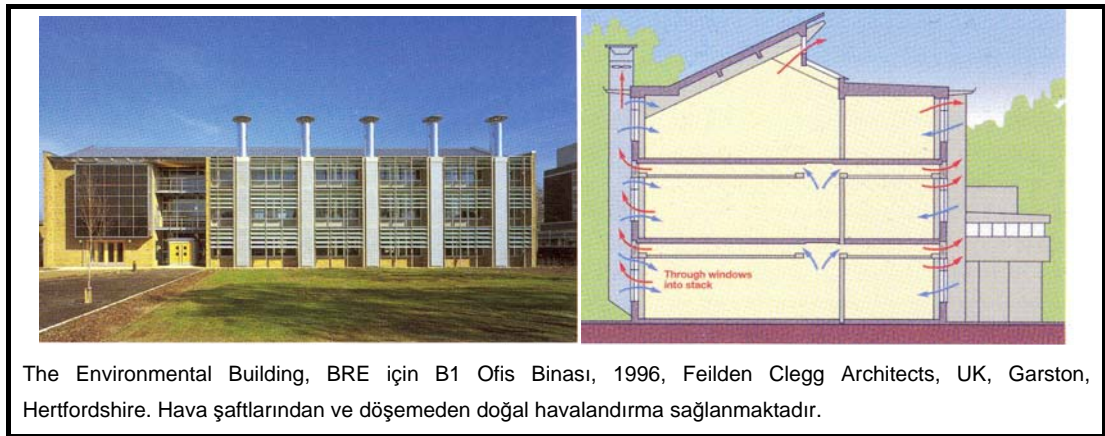 Through windows
into stack
The Environmental Building, BRE için B1 Ofis Binası, 1996, Feilden Clegg Architects, UK, Garston,
Hertfordshire. Hava şaftlarından ve döşemeden doğal havalandırma sağlanmaktadır.